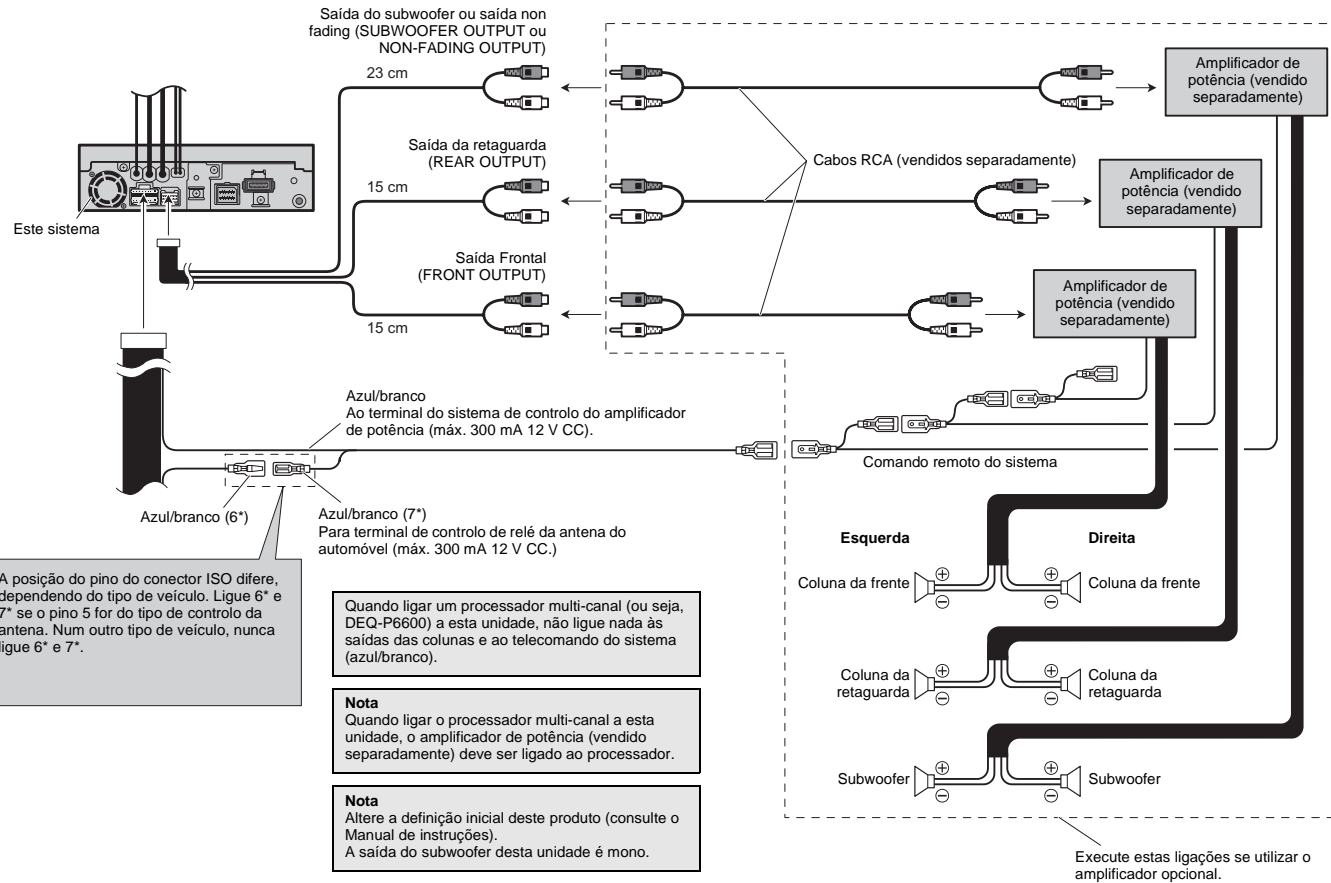 Saída do subwoofer ou saída non
fading (SUBWOOFER OUTPUT ou
NON-FADING OUTPUT)
23 cm
Saída da retaguarda
(REAR OUTPUT)
15 cm
Saída Frontal
(FRONT OUTPUT)
15 cm
Este sistema
Cabos RCA (vendidos separadamente)
Amplificador de
potência (vendido
separadamente)
Amplificador de
potência (vendido
separadamente)
Amplificador de
potência (vendido
separadamente)
Azul/branco
Ao terminal do sistema de controlo do amplificador
de potência (máx. 300 mA 12 V CC).
Comando remoto do sistema
Azul/branco (6*)
Azul/branco (7*)
Para terminal de controlo de relé da antena do
automóvel (máx. 300 mA 12 V CC.)
A posição do pino do conector ISO difere,
dependendo do tipo de veículo. Ligue 6* e
7* se o pino 5 for do tipo de controlo da
antena. Num outro tipo de veículo, nunca
ligue 6* e 7*.
Quando ligar um processador multi-canal (ou seja,
DEQ-P6600) a esta unidade, não ligue nada às
saídas das colunas e ao telecomando do sistema
(azul/branco).
Nota
Quando ligar o processador multi-canal a esta
unidade, o amplificador de potência (vendido
separadamente) deve ser ligado ao processador.
Nota
Altere a definição inicial deste produto (consulte o
Manual de instruções).
A saída do subwoofer desta unidade é mono.
Esquerda
Direita
Coluna da frente
⊕
⊖
⊕
⊖
Coluna da frente
Coluna da
retaguarda
⊕
⊖
⊕
⊖
Coluna da
retaguarda
Subwoofer
⊕
⊖
⊕
⊖
Subwoofer
Execute estas ligações se utilizar o
amplificador opcional.